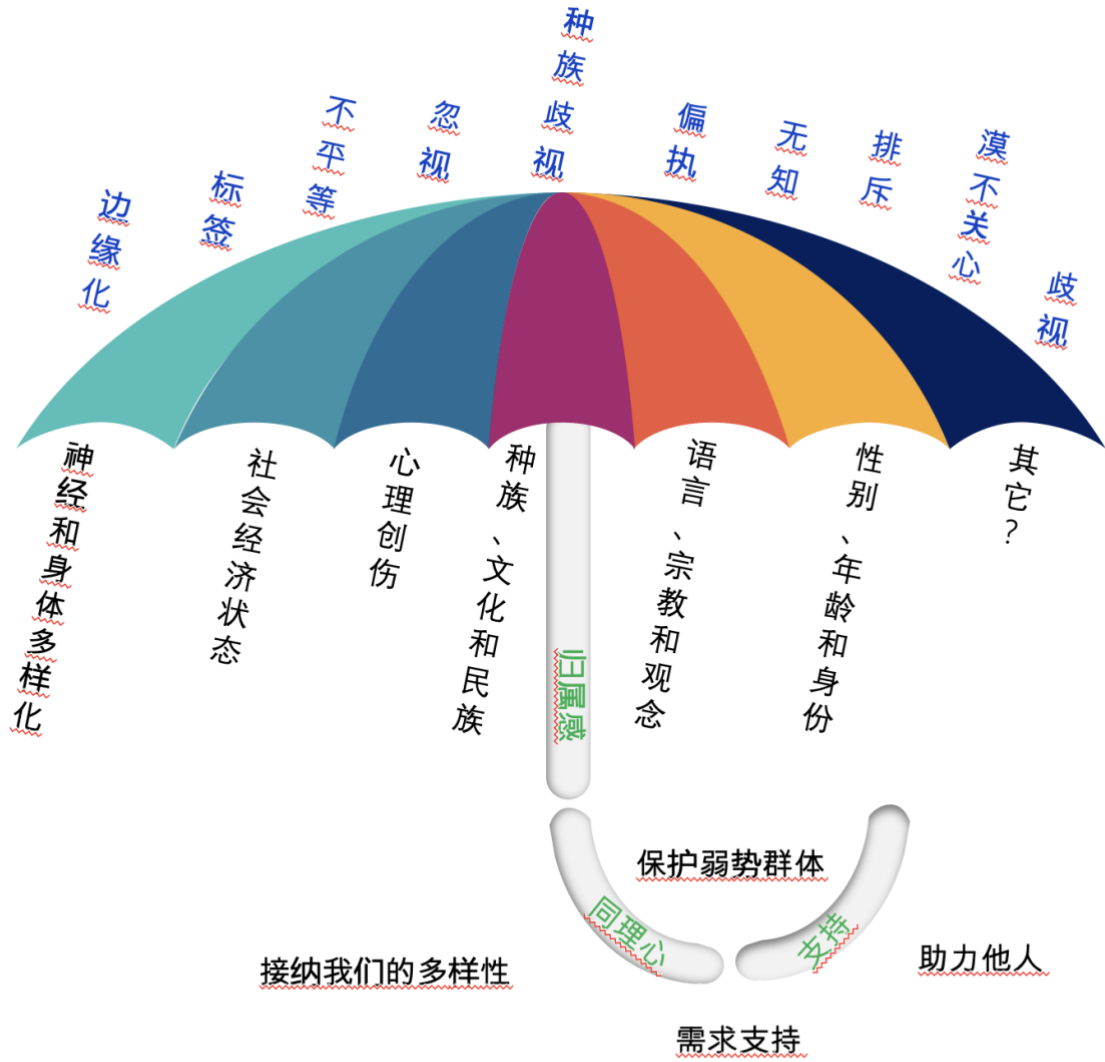 边缘化
标签
不平等
忽视
种族歧视
偏执
无知
排斥
漠不关心
歧视
神经和身体多样化
社会经济状态
心理创伤
种族、文化和民族
语言、宗教和观念
性别、年龄和身份
其它?
归属感
同理心
支持
保护弱势群体
接纳我们的多样性
助力他人
需求支持